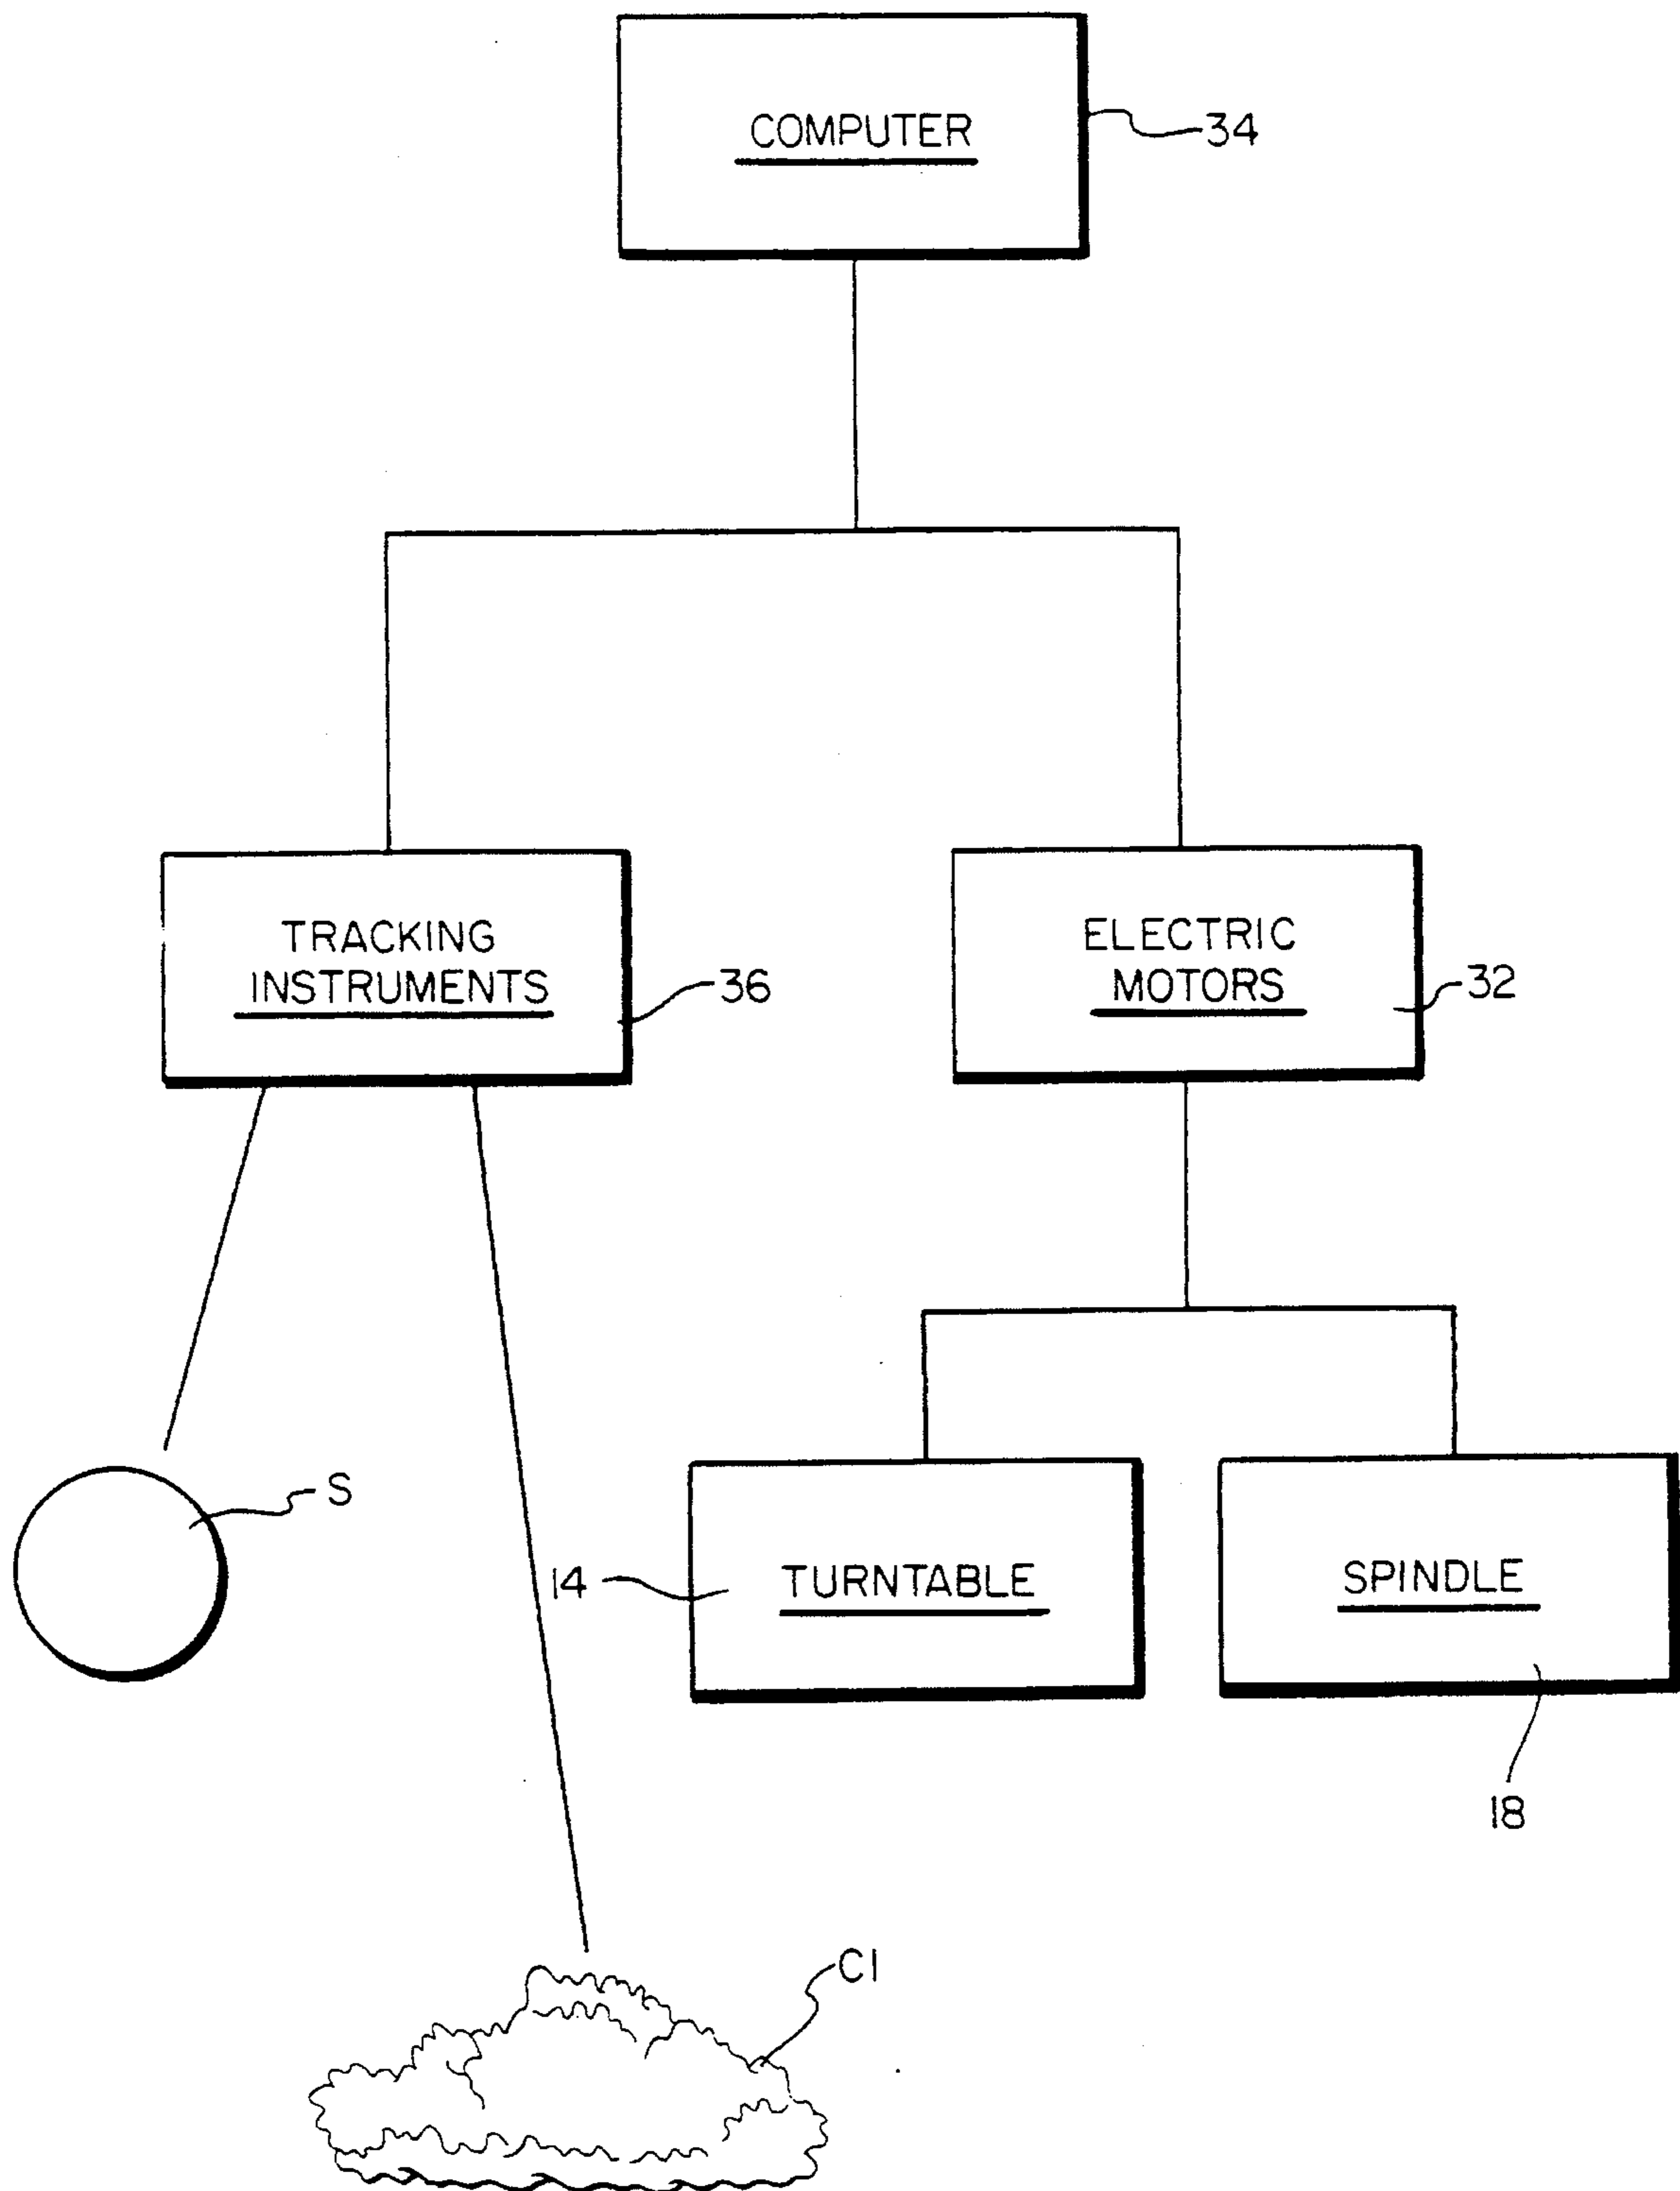 COMPUTER
34
TRACKING
INSTRUMENTS
36
ELECTRIC
MOTORS
32
S
14
TURNTABLE
SPINDLE
18
C1